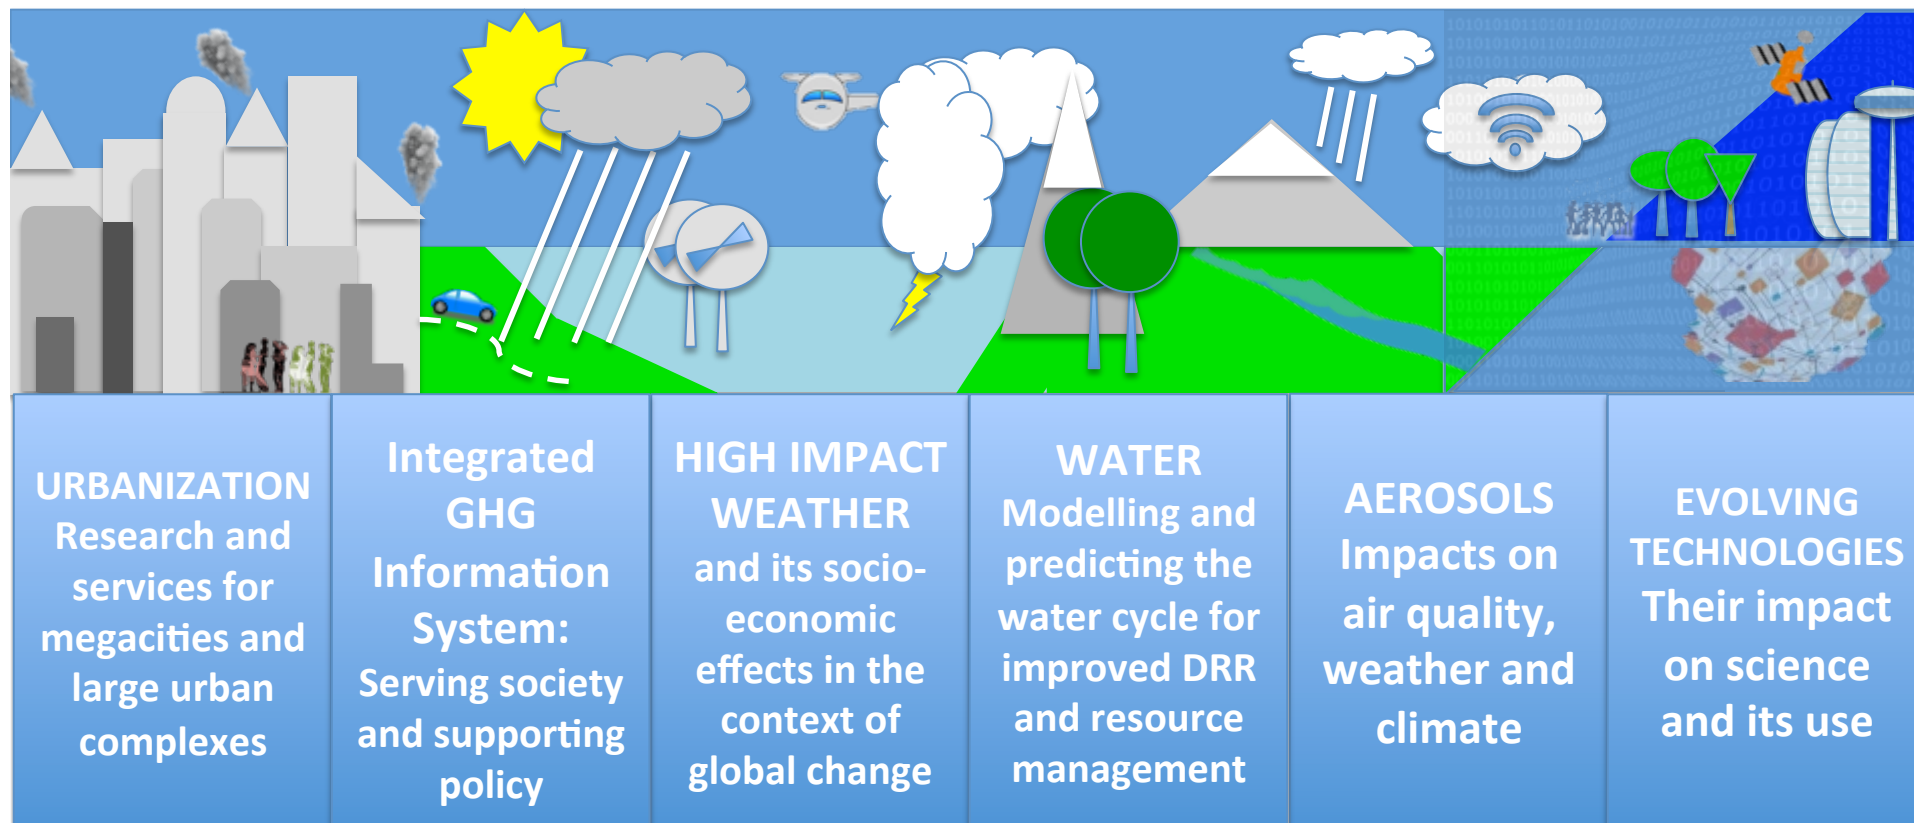 URBANIZATION
Research and
services for
megacities and
large urban
complexes
Integrated
GHG
Information
System:
Serving society
and supporting
policy
HIGH IMPACT
WEATHER
and its socio-
economic
effects in the
context of
global change
WATER
Modelling and
predicting the
water cycle for
improved DRR
and resource
management
AEROSOLS
Impacts on
air quality,
weather and
climate
EVOLVING
TECHNOLOGIES
Their impact
on science
and its use